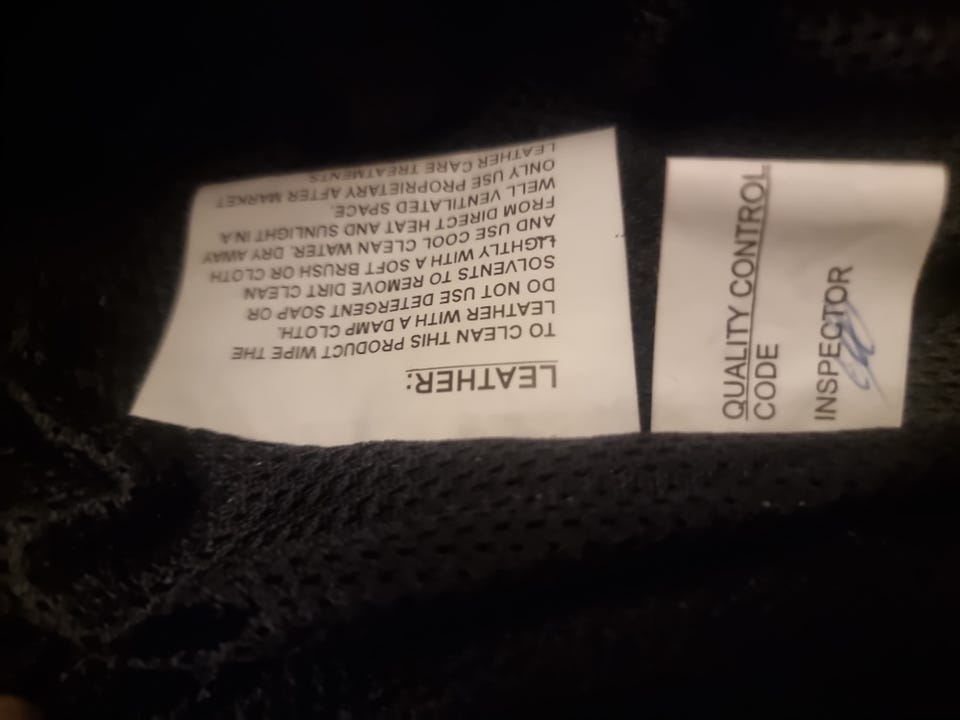 LEATHER:
TO CLEAN THIS PRODUCT WIPE THE
LEATHER WITH A DAMP CLOTH.
DO NOT USE DETERGENT SOAP OR
SOLVENTS TO REMOVE DIRT CLEAN
LIGHTLY WITH A SOFT BRUSH OR CLOTH
AND USE COOL CLEAN WATER. DRY AWAY
FROM DIRECT HEAT AND SUNLIGHT IN A
WELL VENTILATED SPACE.
ONLY USE PROPRIETARY AFTER MARKET
LEATHER CARE TREATMENTS
QUALITY CONTROL
CODE
INSPECTOR